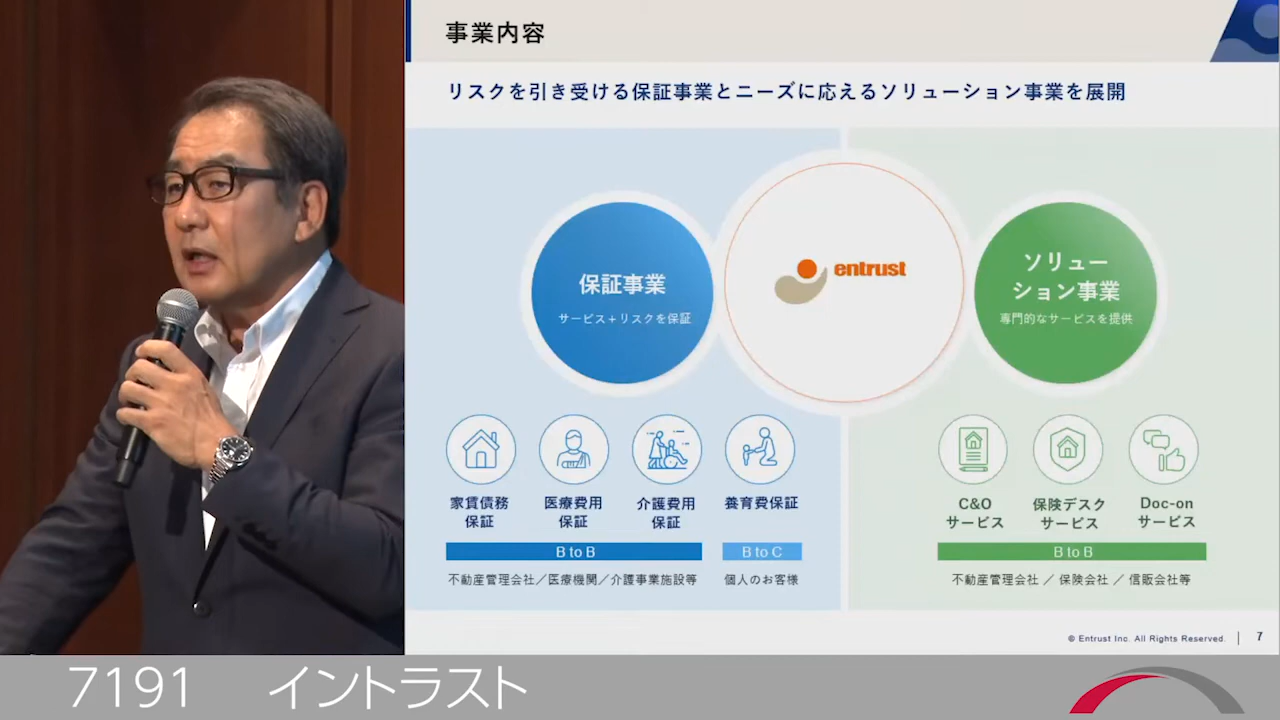 事業内容
リスクを引き受ける保証事業とニーズに応えるソリューション事業を展開
保証事業
サービス+リスクを保証
entrust
ソリュー
ション事業
専門的なサービスを提供
家賃債務
保証
医療費用
保証
介護費用
保証
養育費保証
C&O
サービス
保険デスク
サービス
Doc-on
サービス
B to B
B to C
B to B
不動産管理会社/医療機関/介護事業施設等
個人のお客様
不動産管理会社 / 保険会社 / 信販会社等
© Entrust Inc. All Rights Reserved.
7
7191 イントラスト